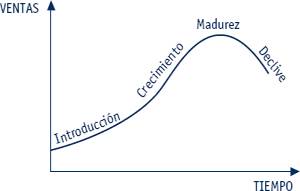 VENTAS
Introducción
Crecimiento
Madurez
Declive
TIEMPO